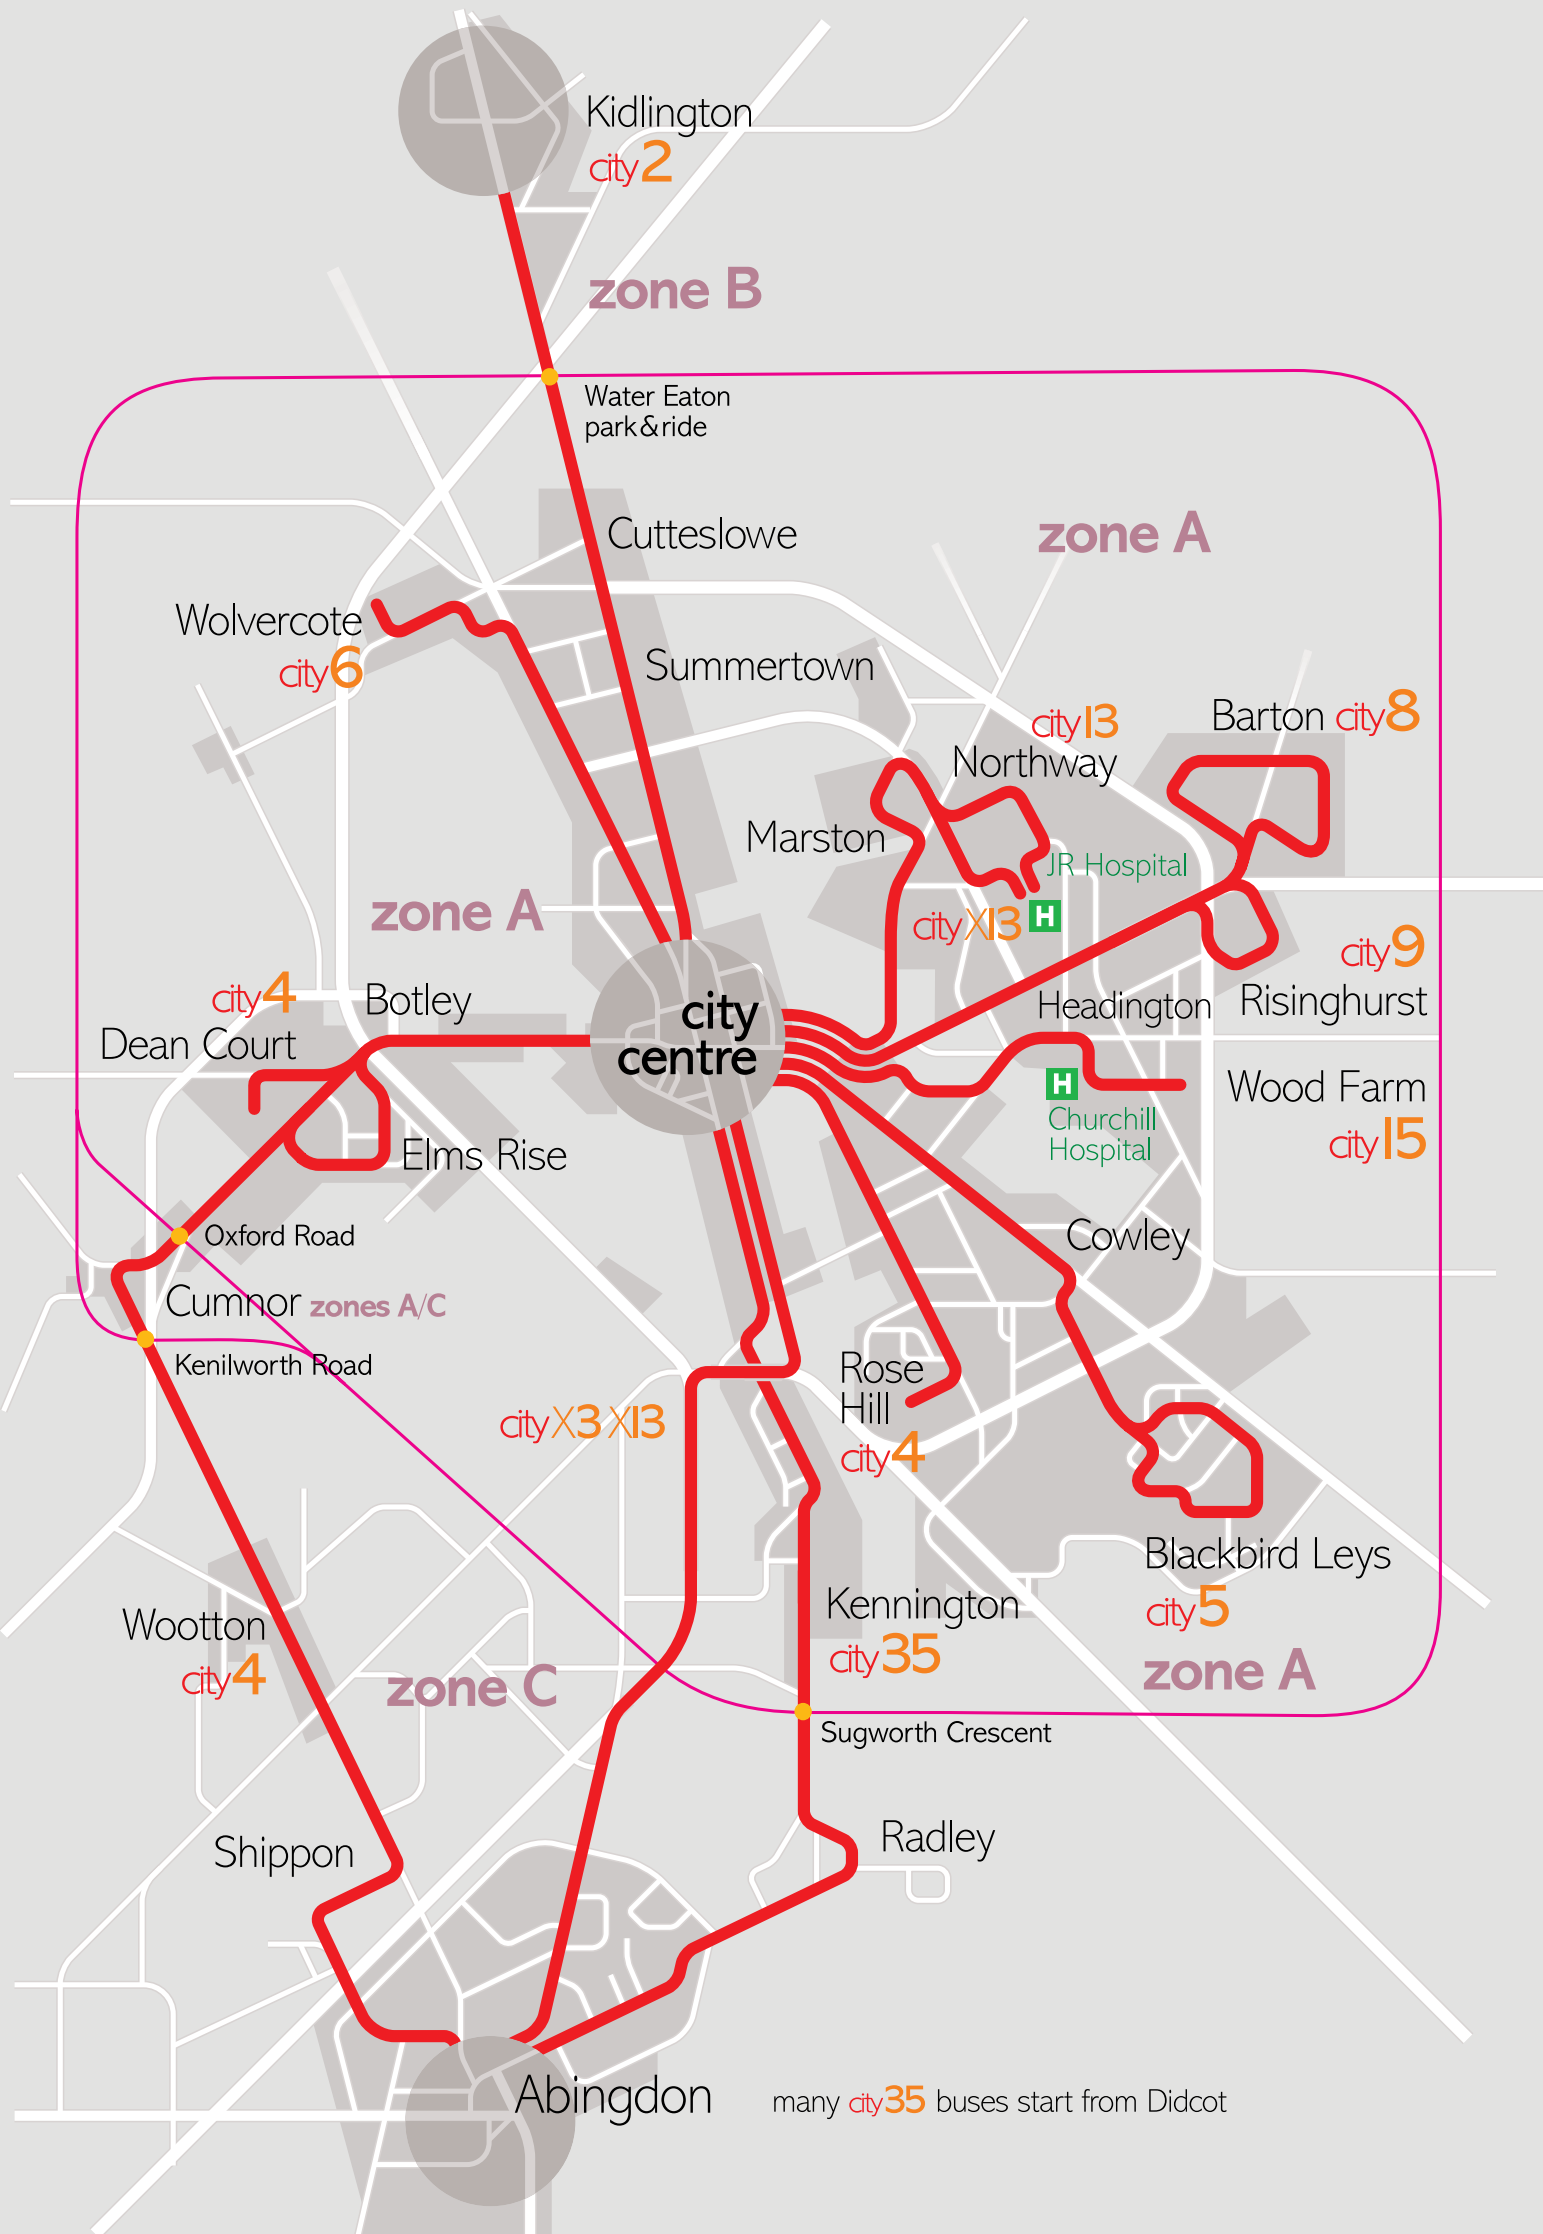 Kidlington
city2
zone B
Water Eaton
park&ride
Cutteslowe
zone A
Wolvercote
city6
Summertown
city13
Northway
Barton city8
Marston
JR Hospital
zone A
cityX13 H
city9
Risinghurst
city4
Dean Court
Botley
city
centre
Headington
H
Churchill
Hospital
Wood Farm
city15
Elms Rise
Oxford Road
Cowley
Cumnor zones A/C
Kenilworth Road
cityX3 X13
Rose
Hill
city4
Blackbird Leys
city5
zone A
Wootton
city4
zone C
Kennington
city35
Sugworth Crescent
Shippon
Radley
Abingdon
many city35 buses start from Didcot